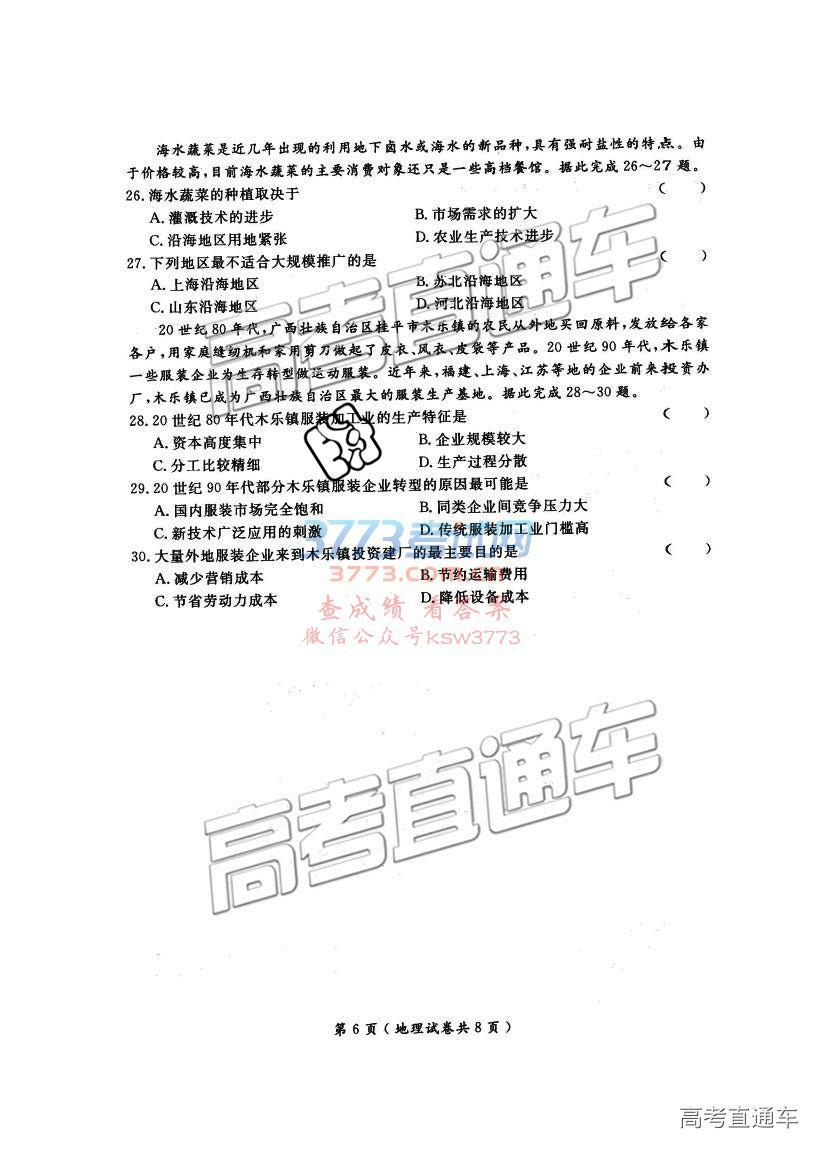 海水蔬菜是近几年出现的利用地下卤水或海水的新品种,具有强耐盐性的特点。由
于价格较高,目前海水蔬菜的主要消费对象还只是一些高档餐馆。据此完成26～27题。
26.海水蔬菜的种植取决于 (    )
A.灌溉技术的进步 B.市场需求的扩大
C.沿海地区用地紧张 D.农业生产技术进步
27.下列地区最不适合大规模推广的是 (    )
A.上海沿海地区 B.苏北沿海地区
C.山东沿海地区 D.河北沿海地区
20世纪80年代,广西壮族自治区桂平市木乐镇的农民从外地买回原料,发放给各家
各户,用家庭缝纫机和家用剪刀做起了皮衣、风衣、皮袋等产品。20世纪90年代,木乐镇
一些服装企业为生存转型做运动服装。近年来,福建、上海、江苏等地的企业前来投资办
厂,木乐镇已成为广西壮族自治区最大的服装生产基地。据此完成28～30题。
28.20世纪80年代木乐镇服装加工业的生产特征是 (    )
A.资本高度集中 B.企业规模较大
C.分工比较精细 D.生产过程分散
29.20世纪90年代部分木乐镇服装企业转型的原因最可能是 (    )
A.国内服装市场完全饱和 B.同类企业间竞争压力大
C.新技术广泛应用的刺激 D.传统服装加工业门槛高
30.大量外地服装企业来到木乐镇投资建厂的最主要目的是 (    )
A.减少营销成本 B.节约运输费用
C.节省劳动力成本 D.降低设备成本
高考直通车
3773考试网
3773.com.cn
查成绩 看答案
微信公众号ksw3773
高考直通车
第6页(地理试卷共8页)
高考直通车